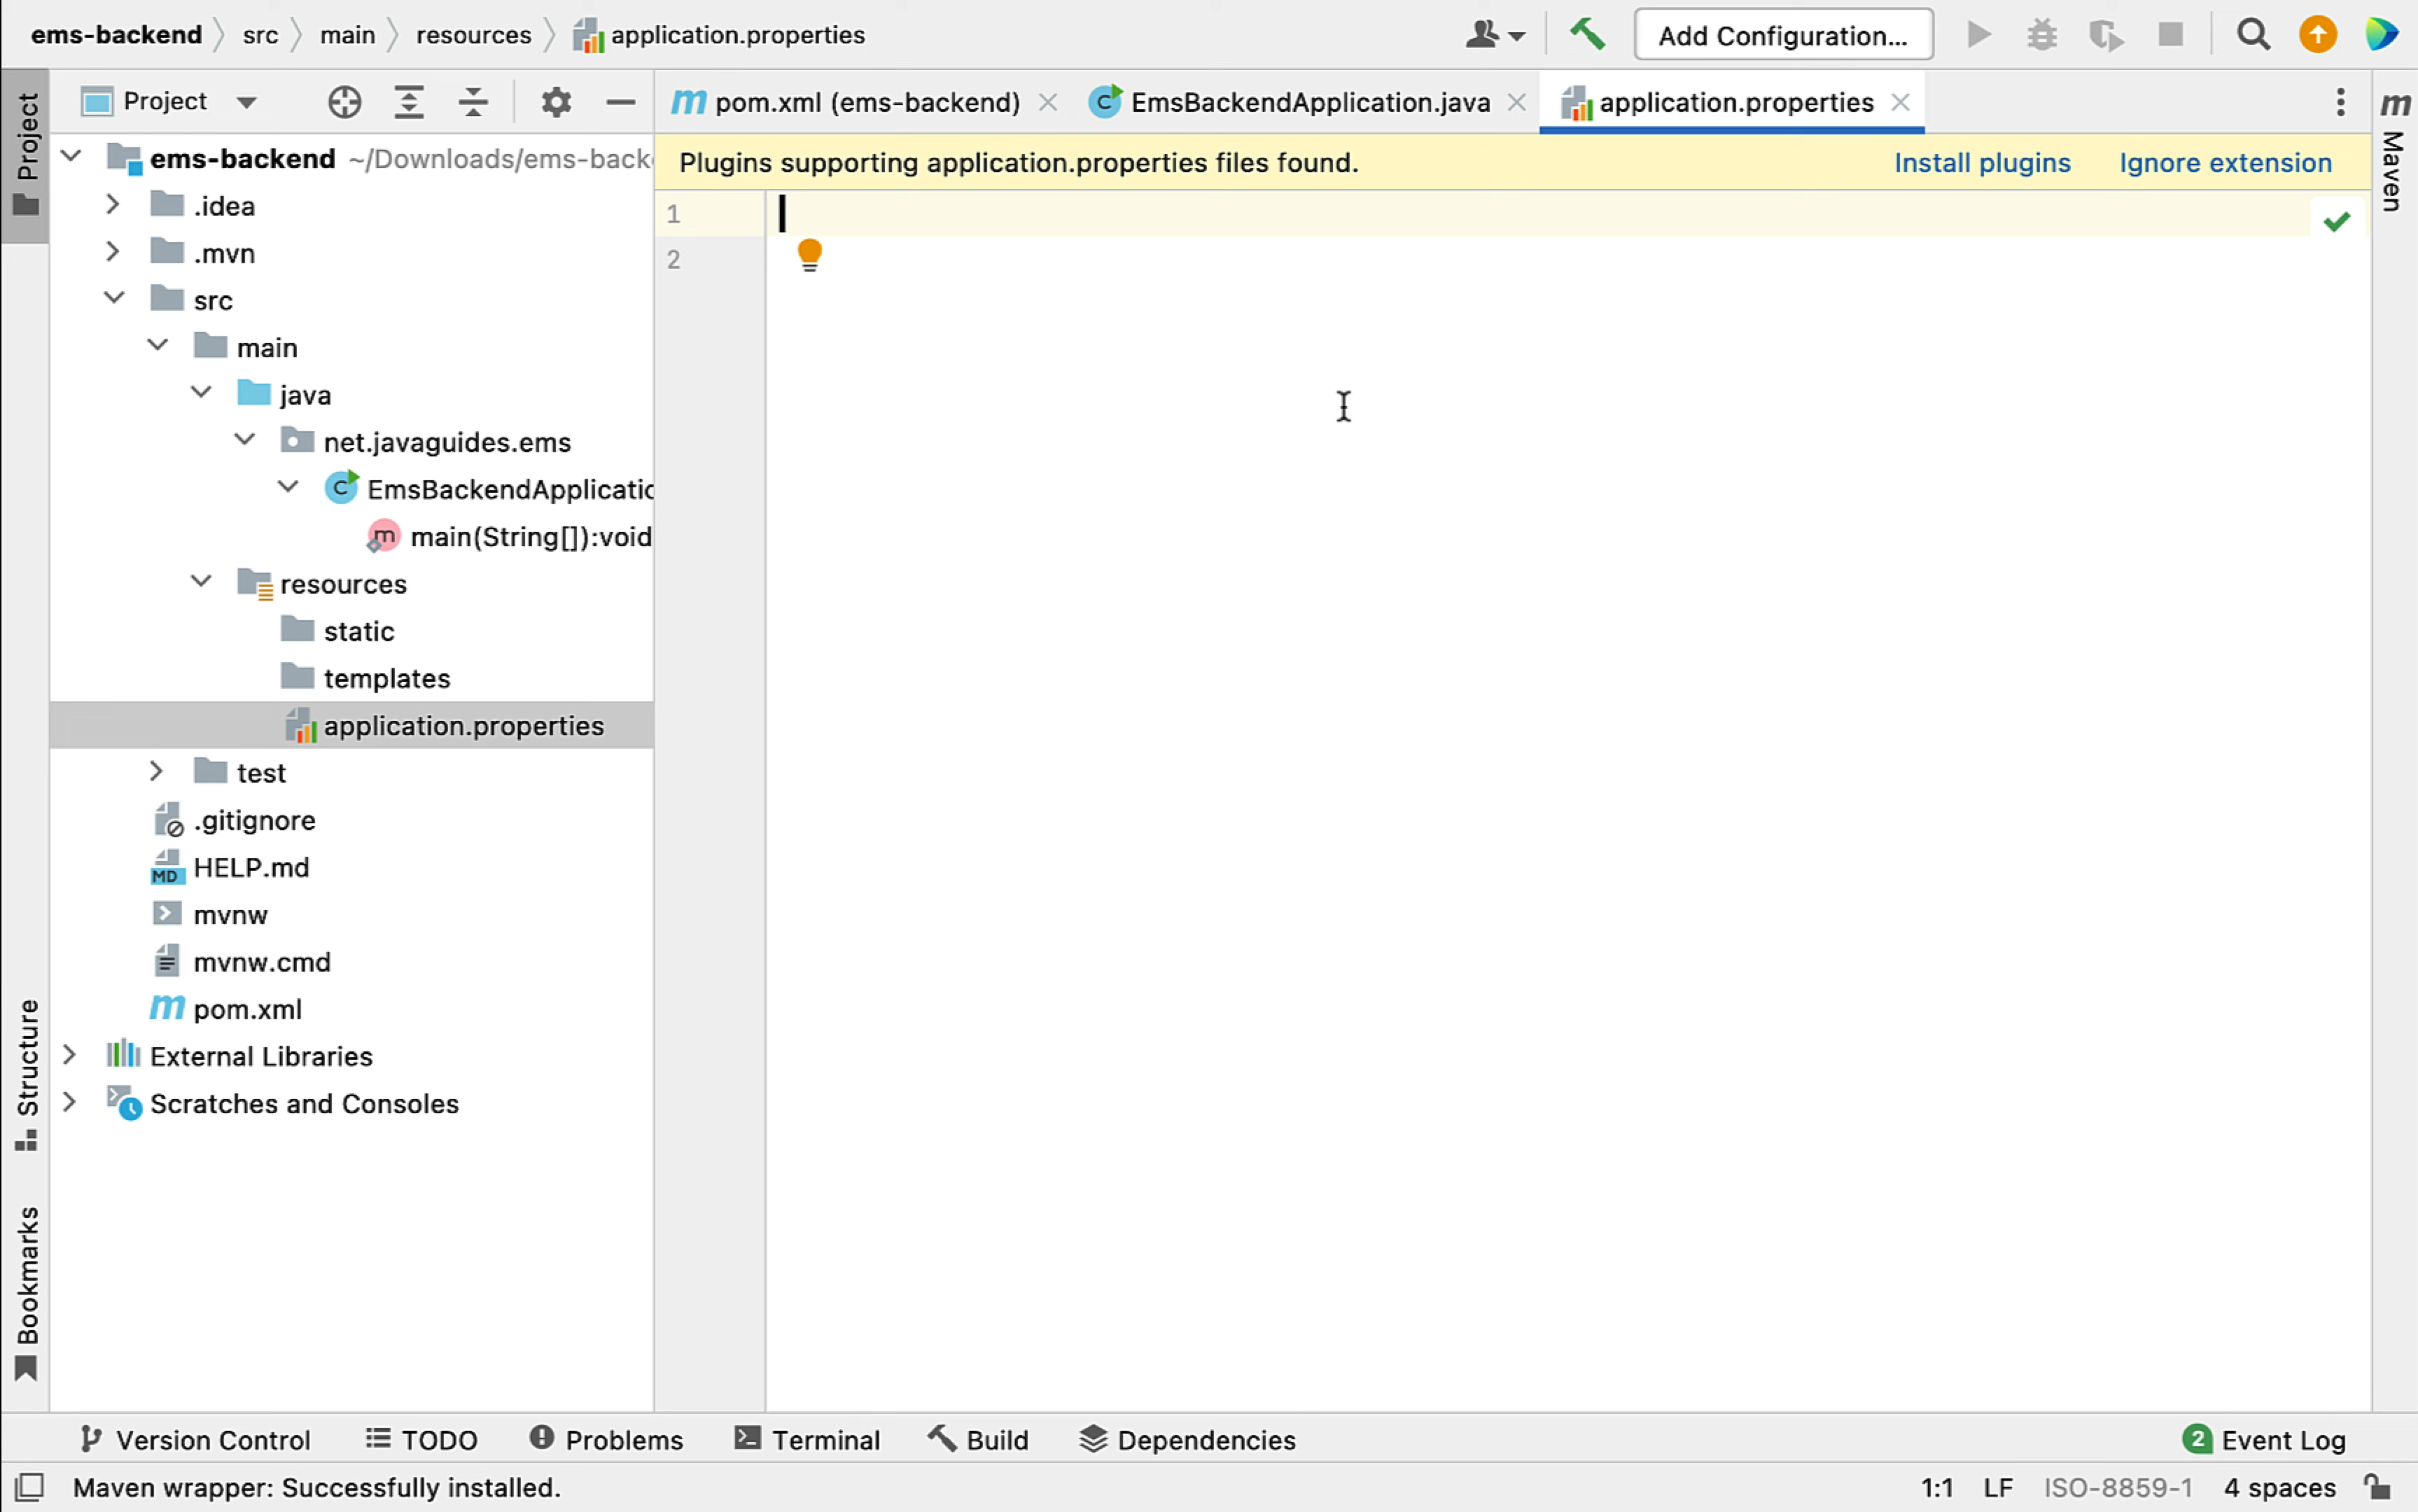 ems-backend src main resources application.properties
Add Configuration...
Project
pom.xml (ems-backend)
EmsBackendApplication.java
application.properties
Project
Maven
Plugins supporting application.properties files found.
Install plugins
Ignore extension
1
2
ems-backend ~/Downloads/ems-back
.idea
.mvn
src
main
java
net.javaguides.ems
EmsBackendApplicatio
main(String[]):void
resources
static
templates
application.properties
test
.gitignore
MD HELP.md
mvnw
mvnw.cmd
pom.xml
External Libraries
Scratches and Consoles
Structure
Bookmarks
Version Control
TODO
Problems
Terminal
Build
Dependencies
2 Event Log
Maven wrapper: Successfully installed.
1:1 LF ISO-8859-1 4 spaces